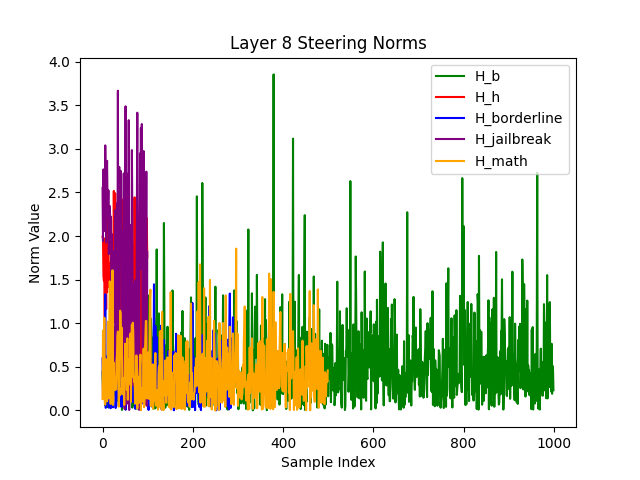 Layer 8 Steering Norms
4.0
3.5
3.0
2.5
2.0
1.5
1.0
0.5
0.0
Norm Value
H_b
H_h
H_borderline
H_jailbreak
H_math
0
200
400
600
800
1000
Sample Index